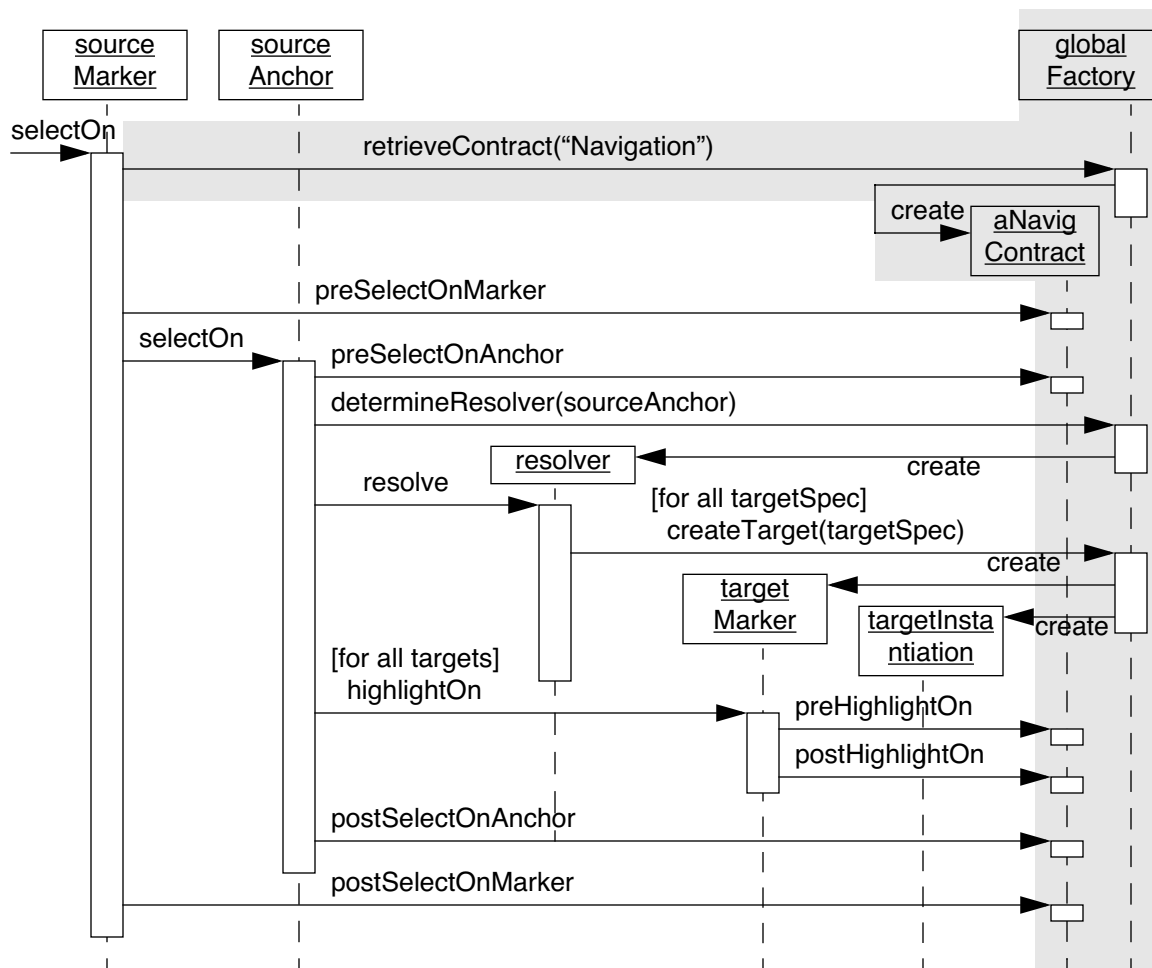 source
Marker
source
Anchor
global
Factory
selectOn
retrieveContract(“Navigation”)
create
aNavig
Contract
preSelectOnMarker
selectOn
preSelectOnAnchor
determineResolver(sourceAnchor)
resolver
create
resolve
[for all targetSpec]
createTarget(targetSpec)
create
target
Marker
targetInsta
ntiation
create
[for all targets]
highlightOn
preHighlightOn
postHighlightOn
postSelectOnAnchor
postSelectOnMarker